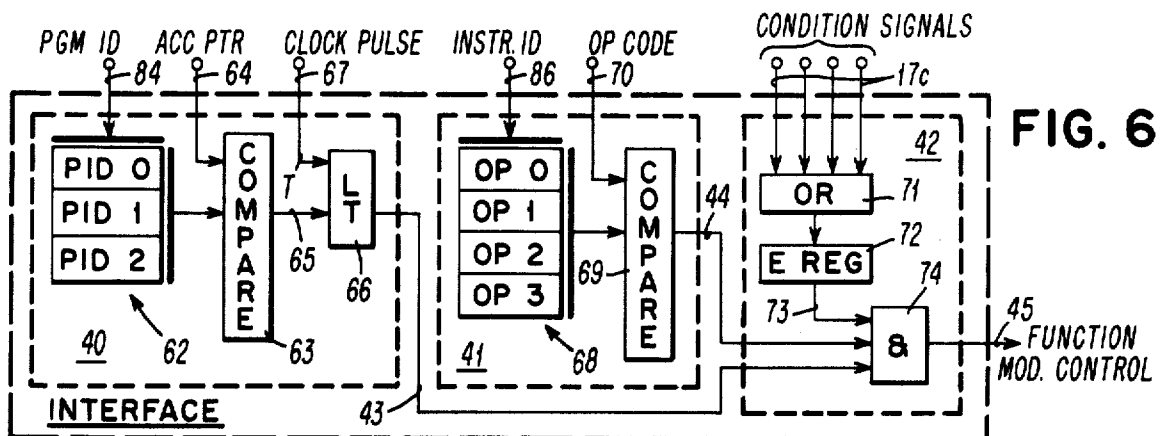 PGM ID ACC PTR CLOCK PULSE INSTR. ID OP CODE CONDITION SIGNALS
84 64 67 86 70 17c
FIG. 6
PID 0
PID 1
PID 2
COMPARE
T
LT
65
66
62
63
40
INTERFACE
43
OP 0
OP 1
OP 2
OP 3
COMPARE
69
68
41
44
42
OR
71
72
E REG
73
74
&
45
FUNCTION
MOD. CONTROL